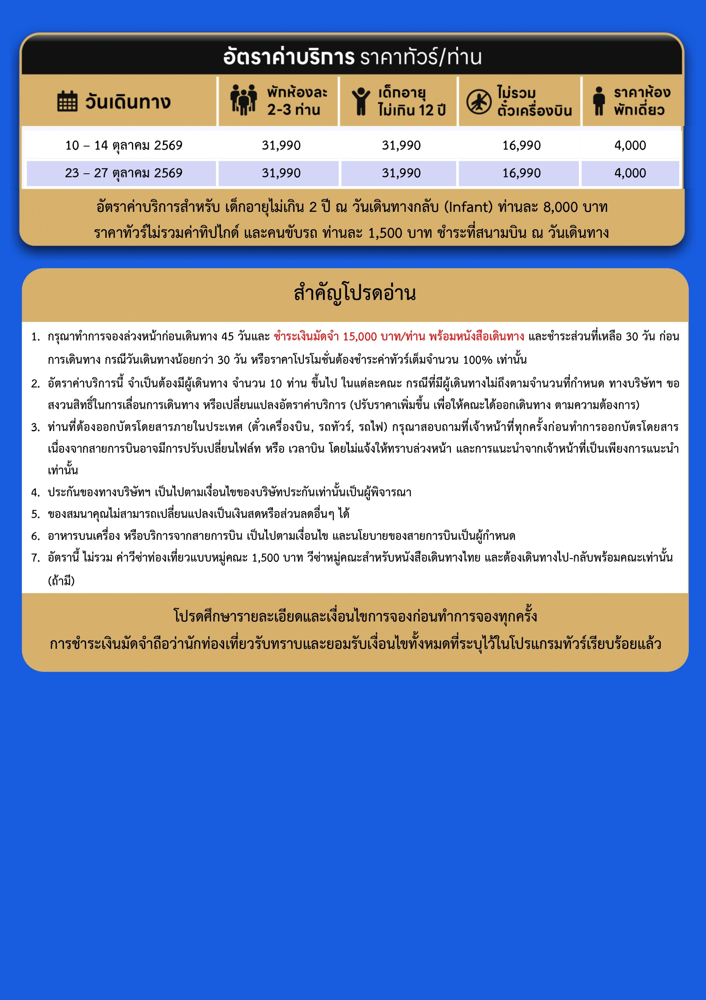 อัตราค่าบริการ ราคาทัวร์/ท่าน
วันเดินทาง
พักห้องละ
2-3 ท่าน
เด็กอายุ
ไม่เกิน 12 ปี
ไม่รวม
ตั๋วเครื่องบิน
ราคาห้อง
พักเดี่ยว
10 – 14 ตุลาคม 2569 31,990 31,990 16,990 4,000
23 – 27 ตุลาคม 2569 31,990 31,990 16,990 4,000
อัตราค่าบริการสำหรับ เด็กอายุไม่เกิน 2 ปี ณ วันเดินทางกลับ (Infant) ท่านละ 8,000 บาท
ราคาทัวร์ไม่รวมค่าทิปไกด์ และคนขับรถ ท่านละ 1,500 บาท ชำระที่สนามบิน ณ วันเดินทาง
สำคัญโปรดอ่าน
1. กรุณาทำการจองล่วงหน้าก่อนเดินทาง 45 วันและ ชำระเงินมัดจำ 15,000 บาท/ท่าน พร้อมหนังสือเดินทาง และชำระส่วนที่เหลือ 30 วัน ก่อน
การเดินทาง กรณีวันเดินทางน้อยกว่า 30 วัน หรือราคาโปรโมชั่นต้องชำระค่าทัวร์เต็มจำนวน 100% เท่านั้น
2. อัตราค่าบริการนี้ จำเป็นต้องมีผู้เดินทาง จำนวน 10 ท่าน ขึ้นไป ในแต่ละคณะ กรณีที่มีผู้เดินทางไม่ถึงตามจำนวนที่กำหนด ทางบริษัทฯ ขอ
สงวนสิทธิ์ในการเลื่อนการเดินทาง หรือเปลี่ยนแปลงอัตราค่าบริการ (ปรับราคาเพิ่มขึ้น เพื่อให้คณะได้ออกเดินทาง ตามความต้องการ)
3. ท่านที่ต้องออกบัตรโดยสารภายในประเทศ (ตั๋วเครื่องบิน, รถทัวร์, รถไฟ) กรุณาสอบถามที่เจ้าหน้าที่ทุกครั้งก่อนทำการออกบัตรโดยสาร
เนื่องจากสายการบินอาจมีการปรับเปลี่ยนไฟล์ท หรือ เวลาบิน โดยไม่แจ้งให้ทราบล่วงหน้า และการแนะนำจากเจ้าหน้าที่เป็นเพียงการแนะนำ
เท่านั้น
4. ประกันของทางบริษัทฯ เป็นไปตามเงื่อนไขของบริษัทประกันเท่านั้นเป็นผู้พิจารณา
5. ของสมนาคุณไม่สามารถเปลี่ยนแปลงเป็นเงินสดหรือส่วนลดอื่นๆ ได้
6. อาหารบนเครื่อง หรือบริการจากสายการบิน เป็นไปตามเงื่อนไข และนโยบายของสายการบินเป็นผู้กำหนด
7. อัตรานี้ ไม่รวม ค่าวีซ่าท่องเที่ยวแบบหมู่คณะ 1,500 บาท วีซ่าหมู่คณะสำหรับหนังสือเดินทางไทย และต้องเดินทางไป-กลับพร้อมคณะเท่านั้น
(ถ้ามี)
โปรดศึกษารายละเอียดและเงื่อนไขการจองก่อนทำการจองทุกครั้ง
การชำระเงินมัดจำถือว่านักท่องเที่ยวรับทราบและยอมรับเงื่อนไขทั้งหมดที่ระบุไว้ในโปรแกรมทัวร์เรียบร้อยแล้ว